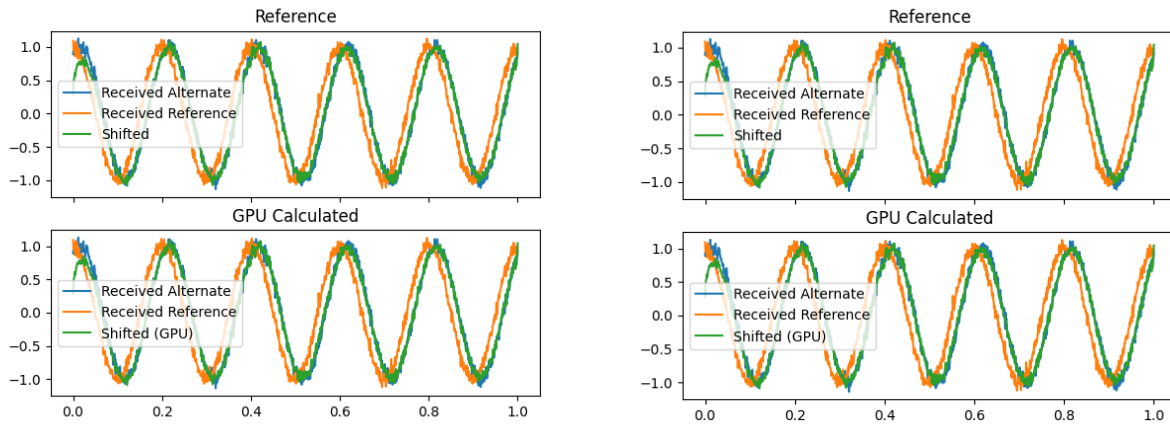 Reference
1.0
0.5
0.0
−0.5
−1.0
Received Alternate
Received Reference
Shifted
GPU Calculated
1.0
0.5
0.0
−0.5
−1.0
Received Alternate
Received Reference
Shifted (GPU)
0.0 0.2 0.4 0.6 0.8 1.0
Reference
1.0
0.5
0.0
−0.5
−1.0
Received Alternate
Received Reference
Shifted
GPU Calculated
1.0
0.5
0.0
−0.5
−1.0
Received Alternate
Received Reference
Shifted (GPU)
0.0 0.2 0.4 0.6 0.8 1.0